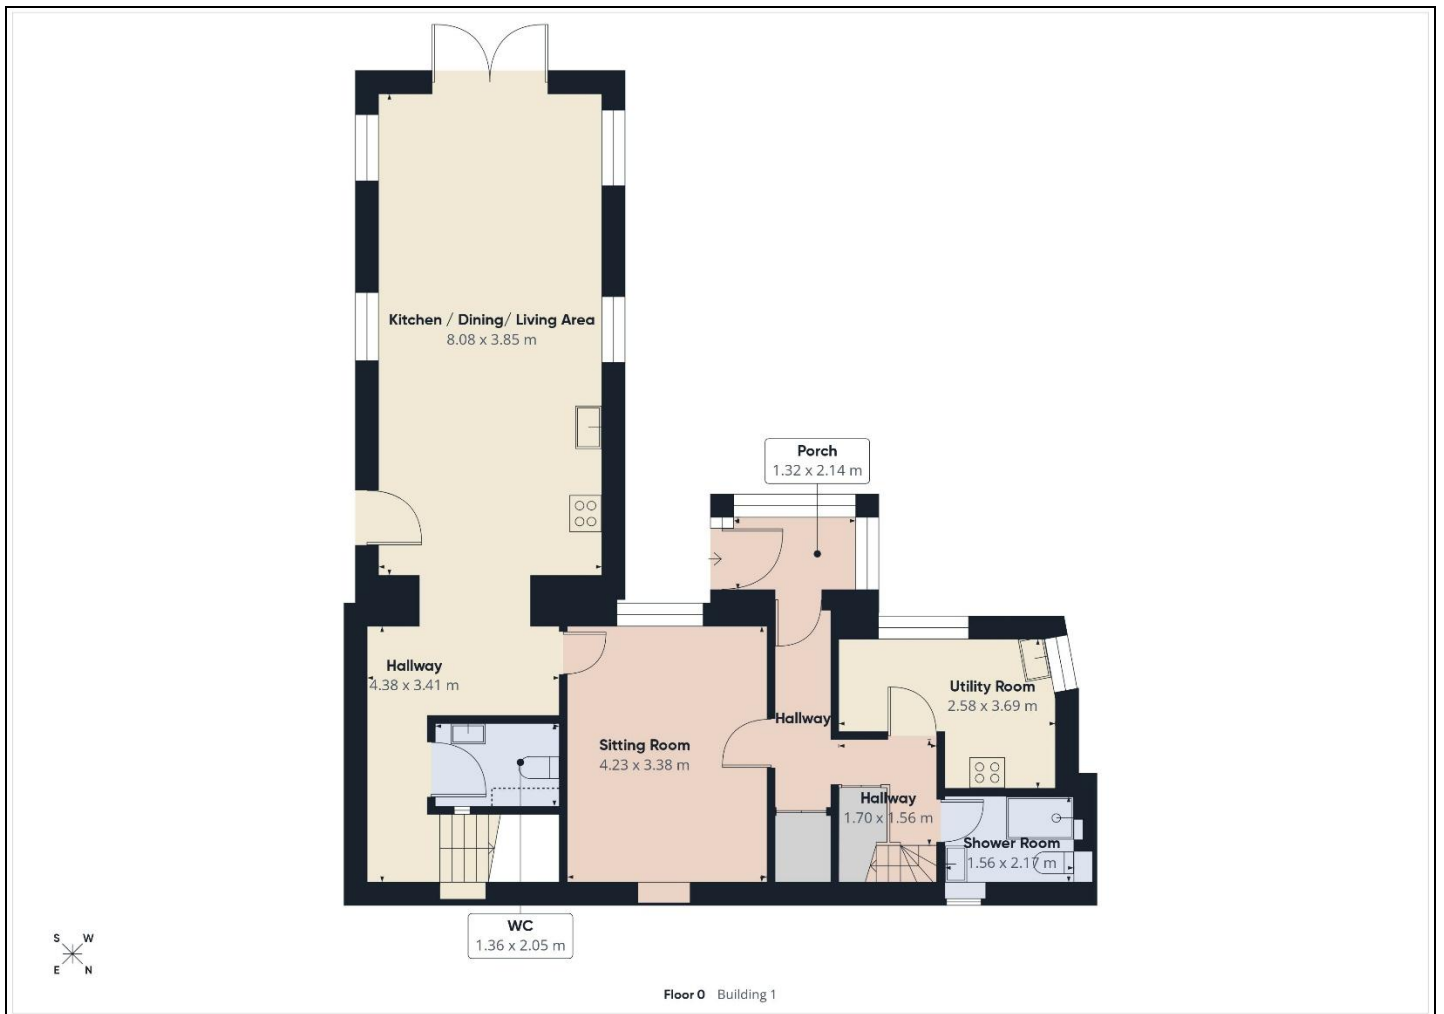 Kitchen / Dining/ Living Area
8.08 x 3.85 m
Porch
1.32 x 2.14 m
Hallway
4.38 x 3.41 m
Utility Room
2.58 x 3.69 m
Hallway
Sitting Room
4.23 x 3.38 m
Hallway
1.70 x 1.56 m
Shower Room
1.56 x 2.17 m
WC
1.36 x 2.05 m
S W
E N
Floor 0 Building 1